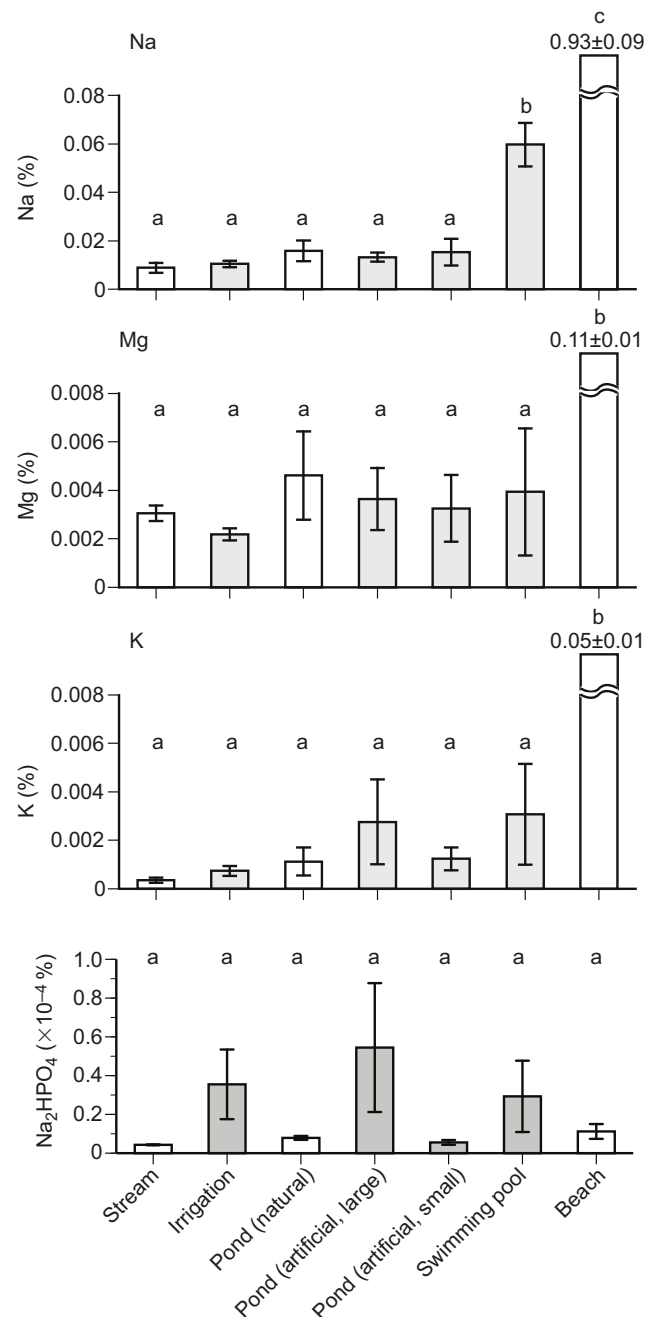 Na
c
0.93±0.09
Na (%)
0.08
0.06
0.04
0.02
0
a
a
a
a
a
b
Mg
b
0.11±0.01
Mg (%)
0.008
0.006
0.004
0.002
0
a
a
a
a
a
a
K
b
0.05±0.01
K (%)
0.008
0.006
0.004
0.002
0
a
a
a
a
a
a
Na₂HPO₄ (×10⁻⁴ %)
1.0
0.8
0.6
0.4
0.2
0
a
a
a
a
a
a
a
Stream
Irrigation
Pond (natural)
Pond (artificial, large)
Pond (artificial, small)
Swimming pool
Beach